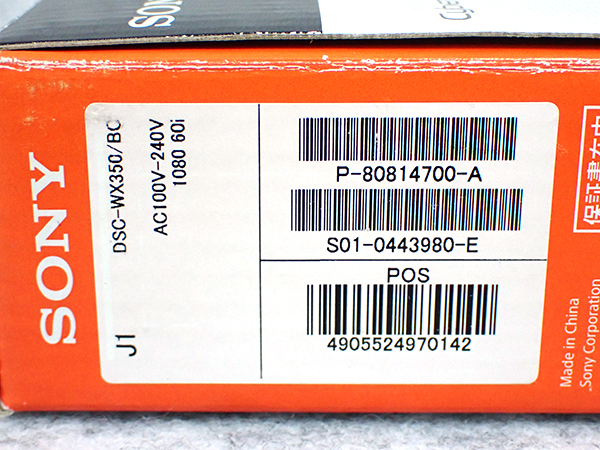 SONY
DSC-WX350/BC
AC100V-240V
1080 60i
J1
P-80814700-A
S01-0443980-E
POS
4905524970142
保証書在中
Made in China
Sony Corporation